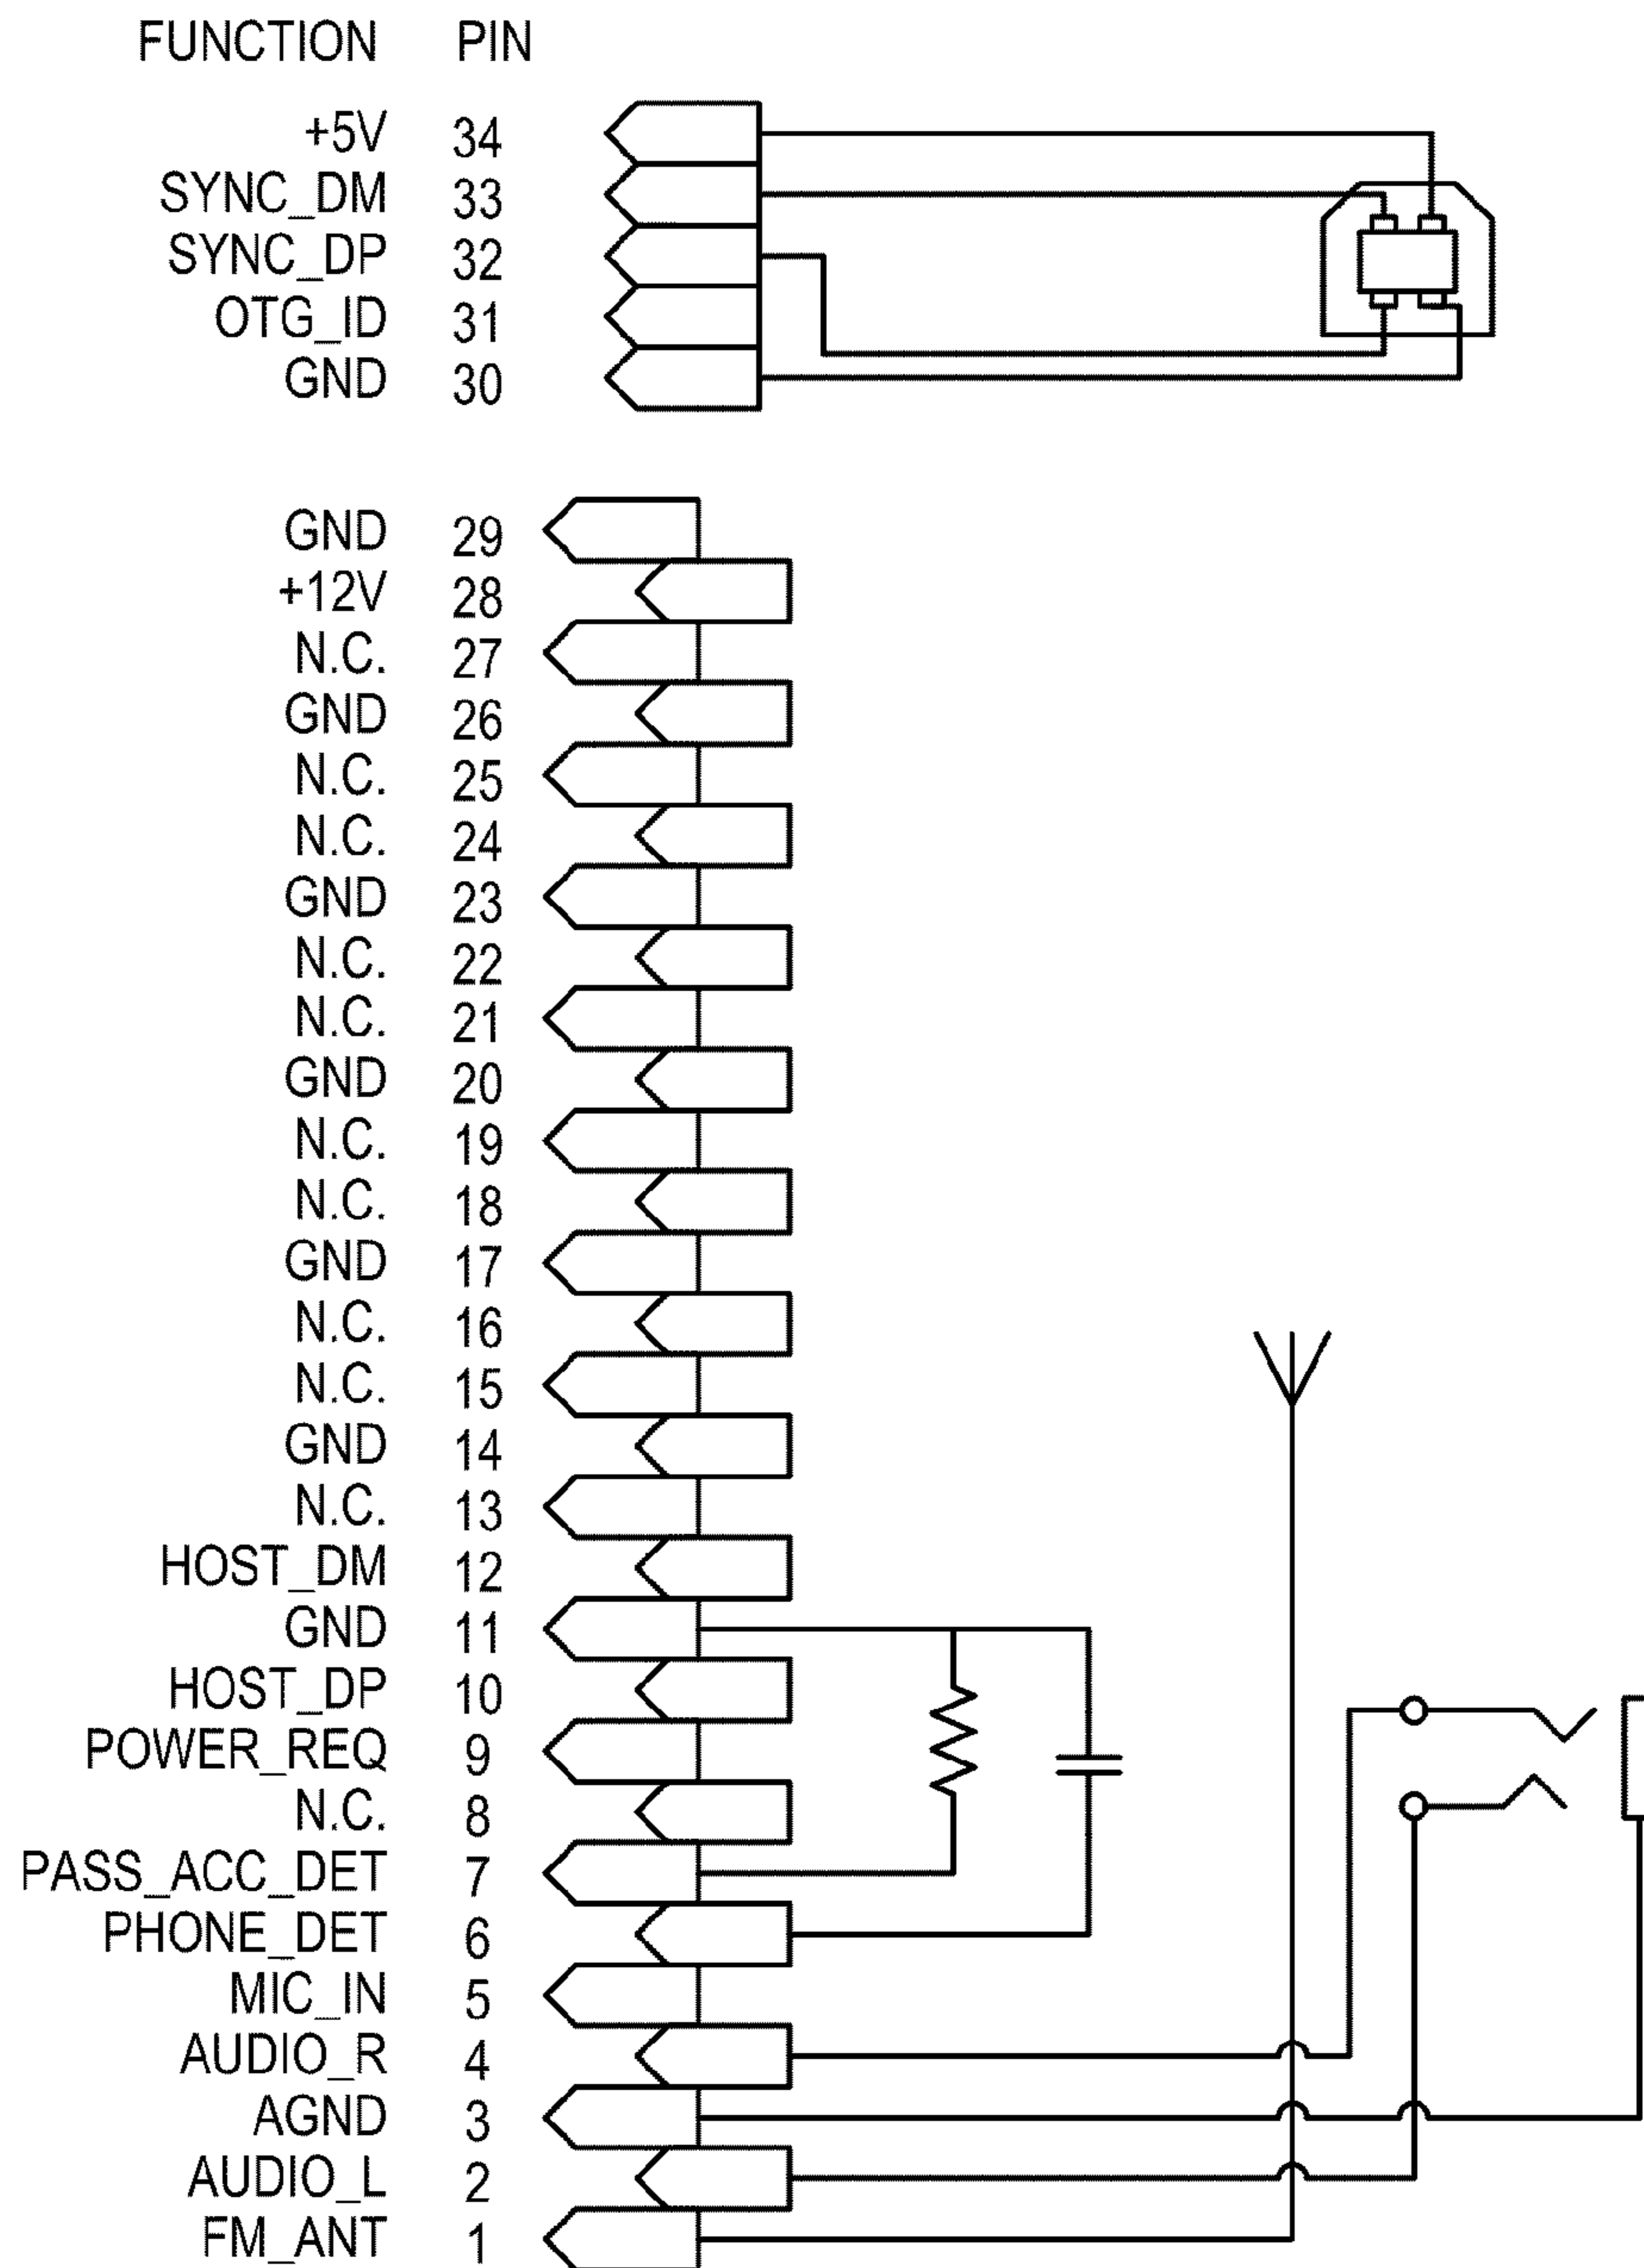 FUNCTION PIN
+5V 34
SYNC_DM 33
SYNC_DP 32
OTG_ID 31
GND 30
GND 29
+12V 28
N.C. 27
GND 26
N.C. 25
N.C. 24
GND 23
N.C. 22
N.C. 21
GND 20
N.C. 19
N.C. 18
GND 17
N.C. 16
N.C. 15
GND 14
N.C. 13
HOST_DM 12
GND 11
HOST_DP 10
POWER_REQ 9
N.C. 8
PASS_ACC_DET 7
PHONE_DET 6
MIC_IN 5
AUDIO_R 4
AGND 3
AUDIO_L 2
FM_ANT 1